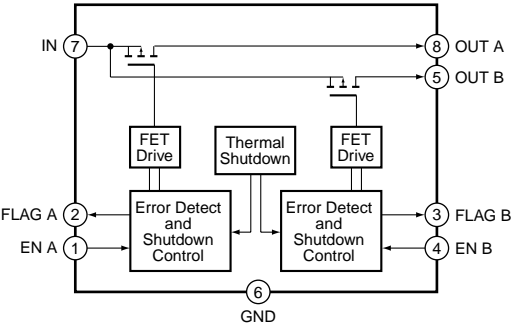 IN 7
8 OUT A
5 OUT B
FET
Drive
Thermal
Shutdown
FET
Drive
FLAG A 2
Error Detect
and
Shutdown
Control
Error Detect
and
Shutdown
Control
3 FLAG B
EN A 1
4 EN B
6
GND